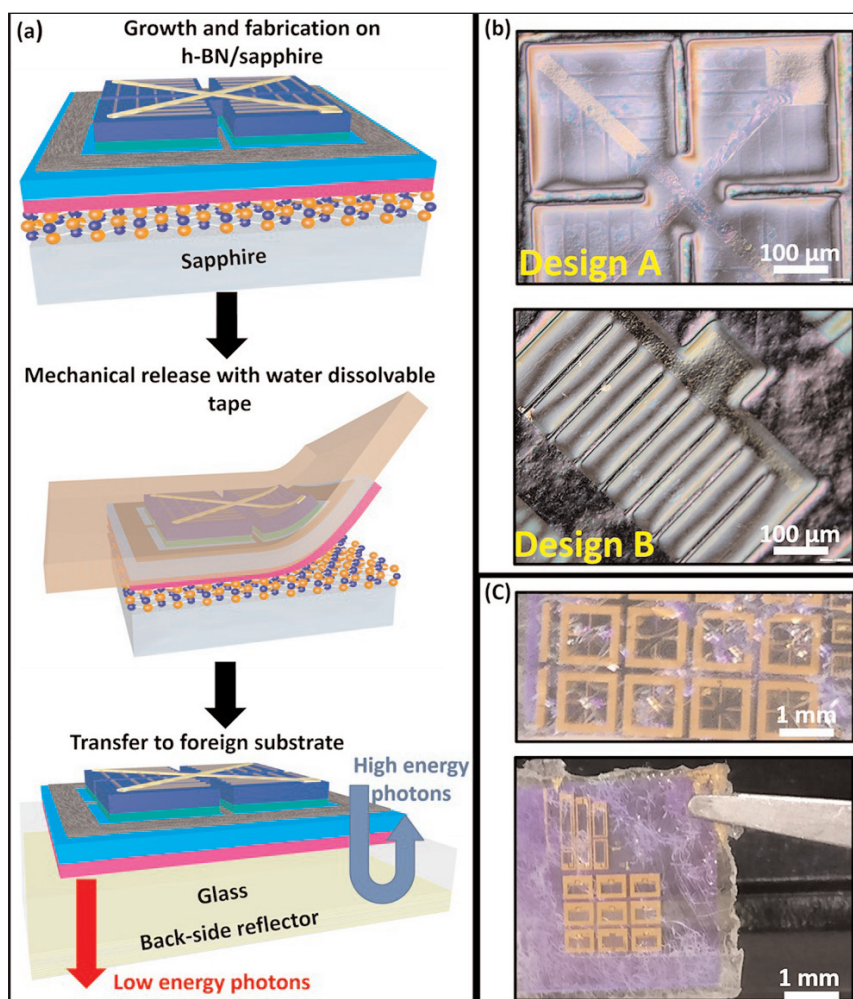 (a)
Growth and fabrication on
h-BN/sapphire
Sapphire
Mechanical release with water dissolvable
tape
Transfer to foreign substrate
High energy
photons
Glass
Back-side reflector
Low energy photons
(b)
Design A
100 µm
Design B
100 µm
(C)
1 mm
1 mm